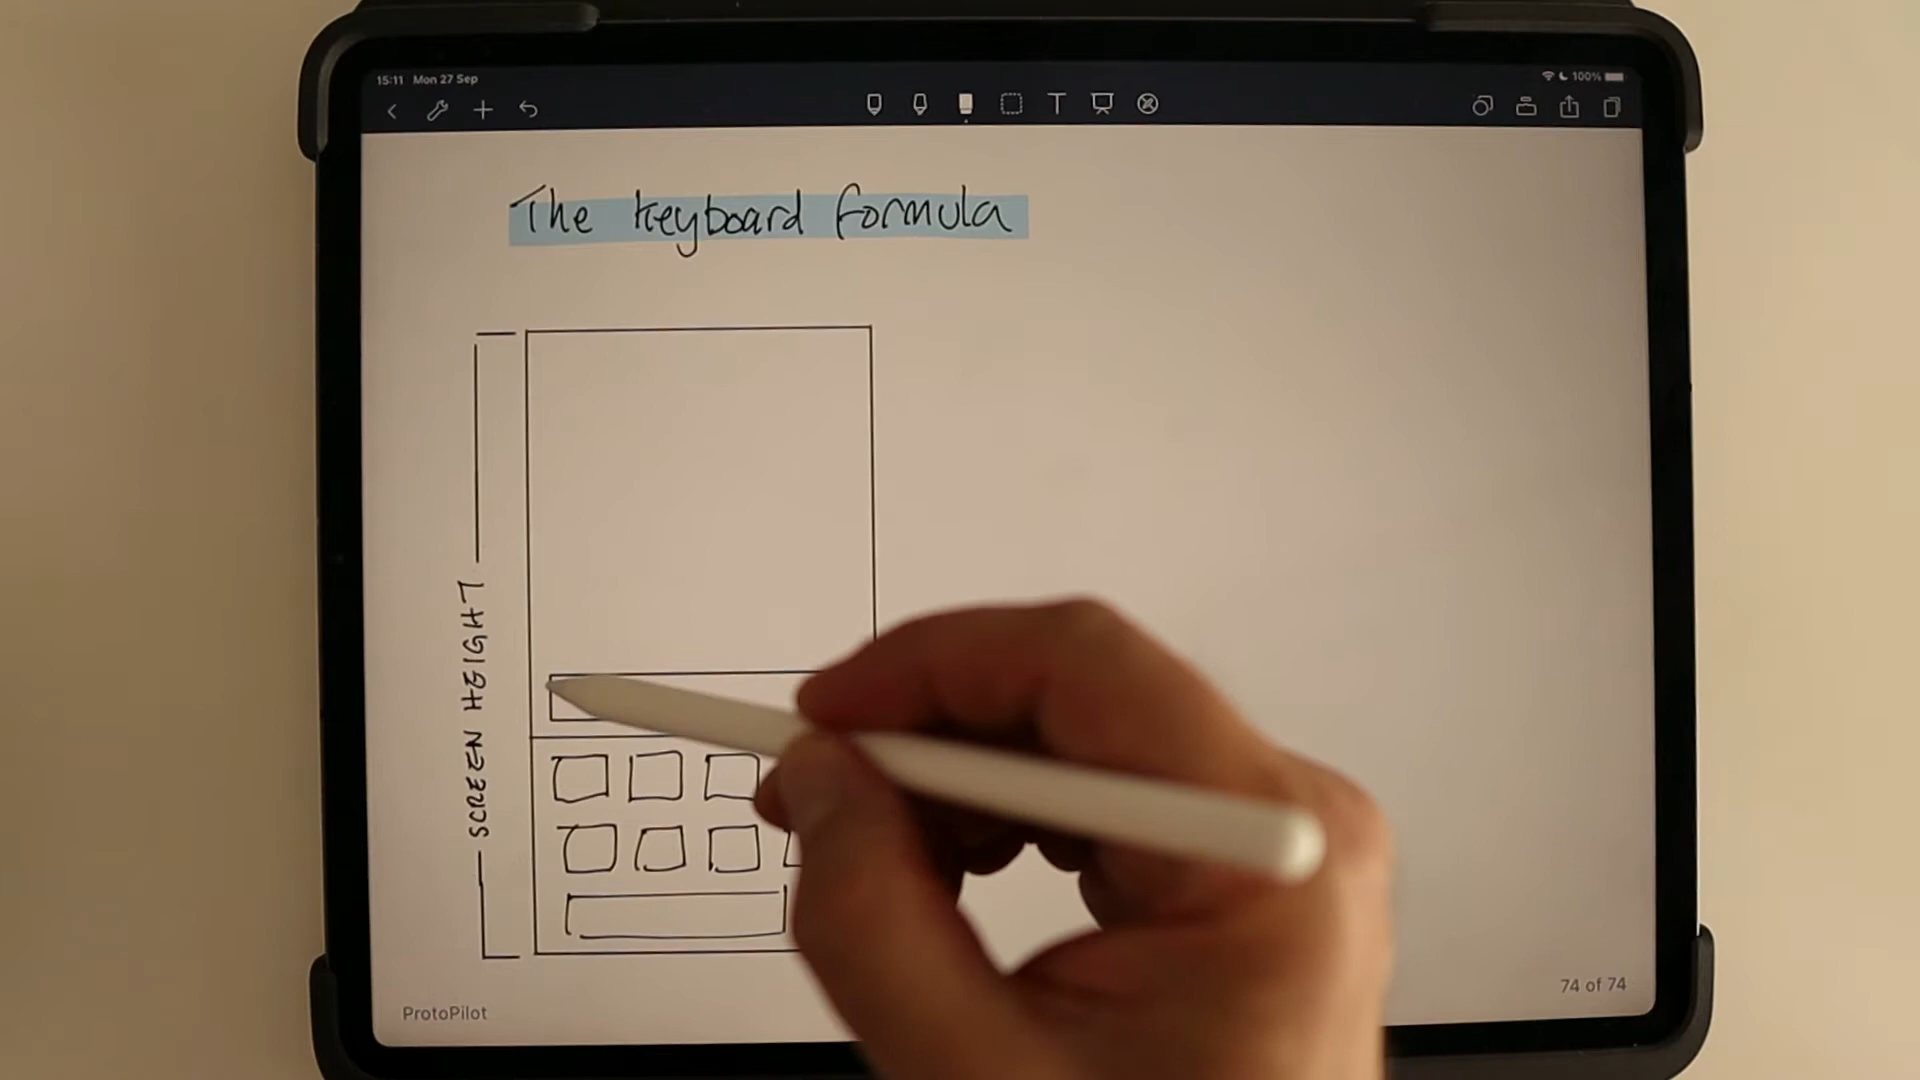 15:11 Mon 27 Sep
100%
The keyboard formula
SCREEN HEIGHT
74 of 74
ProtoPilot